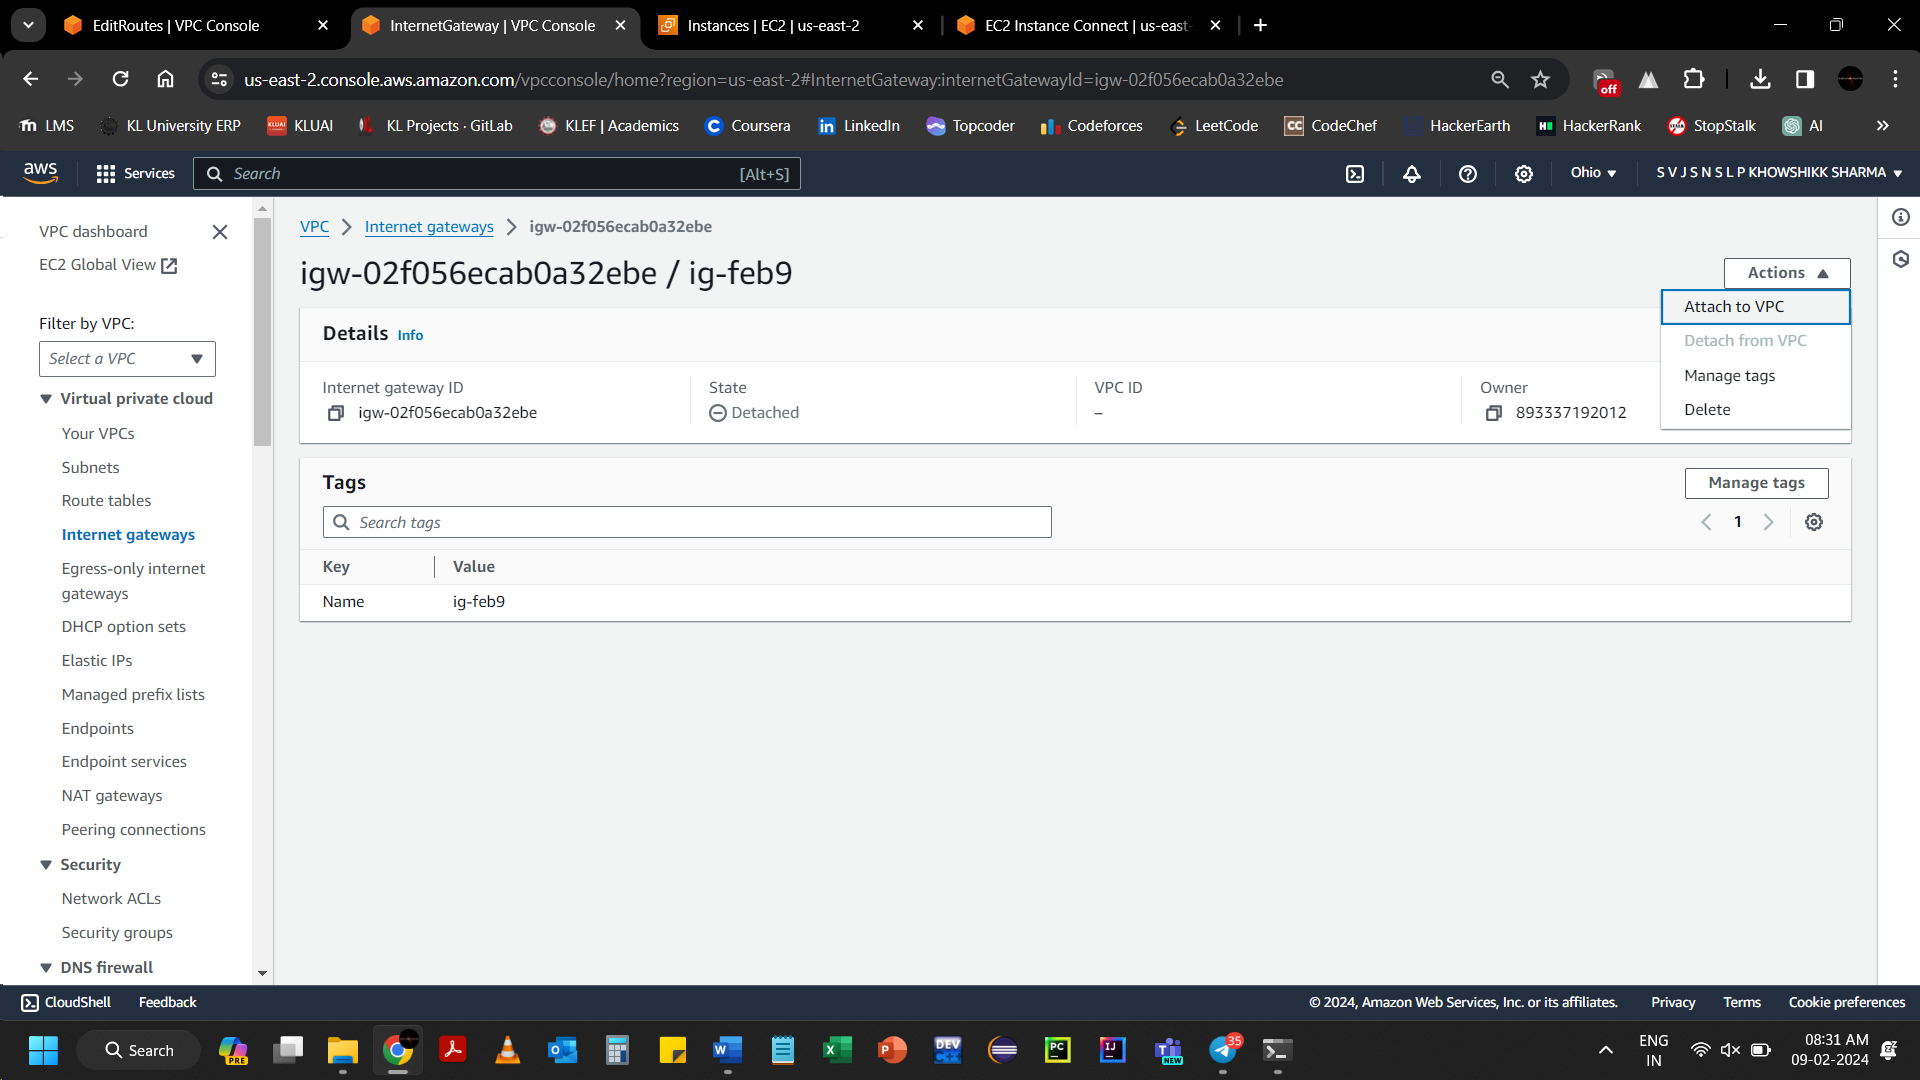 EditRoutes | VPC Console
InternetGateway | VPC Console
Instances | EC2 | us-east-2
EC2 Instance Connect | us-east-
us-east-2.console.aws.amazon.com/vpcconsole/home?region=us-east-2#InternetGateway:internetGatewayId=igw-02f056ecab0a32ebe
off
LMS
KL University ERP
KLUAI
KL Projects · GitLab
KLEF | Academics
Coursera
LinkedIn
Topcoder
Codeforces
LeetCode
CodeChef
HackerEarth
HackerRank
StopStalk
AI
aws
Services
Search
[Alt+S]
Ohio
S V J S N S L P KHOWSHIKK SHARMA
VPC dashboard
EC2 Global View
Filter by VPC:
Select a VPC
Virtual private cloud
Your VPCs
Subnets
Route tables
Internet gateways
Egress-only internet
gateways
DHCP option sets
Elastic IPs
Managed prefix lists
Endpoints
Endpoint services
NAT gateways
Peering connections
Security
Network ACLs
Security groups
DNS firewall
VPC
Internet gateways
igw-02f056ecab0a32ebe
igw-02f056ecab0a32ebe / ig-feb9
Actions
Attach to VPC
Detach from VPC
Manage tags
Delete
Details Info
Internet gateway ID
igw-02f056ecab0a32ebe
State
Detached
VPC ID
–
Owner
893337192012
Tags
Manage tags
Search tags
1
Key
Value
Name
ig-feb9
CloudShell
Feedback
© 2024, Amazon Web Services, Inc. or its affiliates.
Privacy
Terms
Cookie preferences
Search
PRE
DEV
PC
IJ
NEW
35
ENG
IN
08:31 AM
09-02-2024